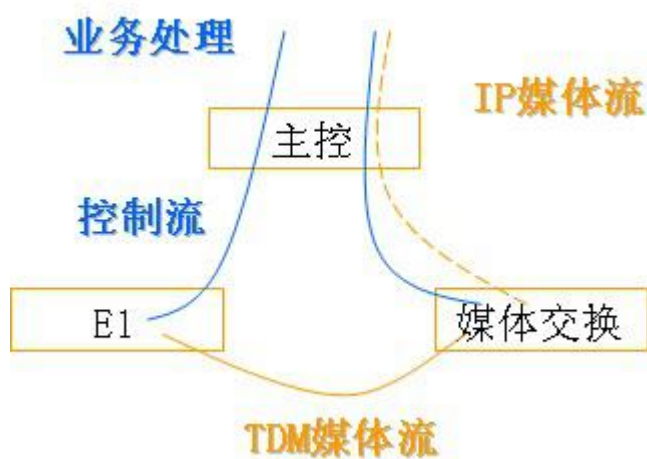 业务处理
IP媒体流
主控
控制流
E1
媒体交换
TDM媒体流